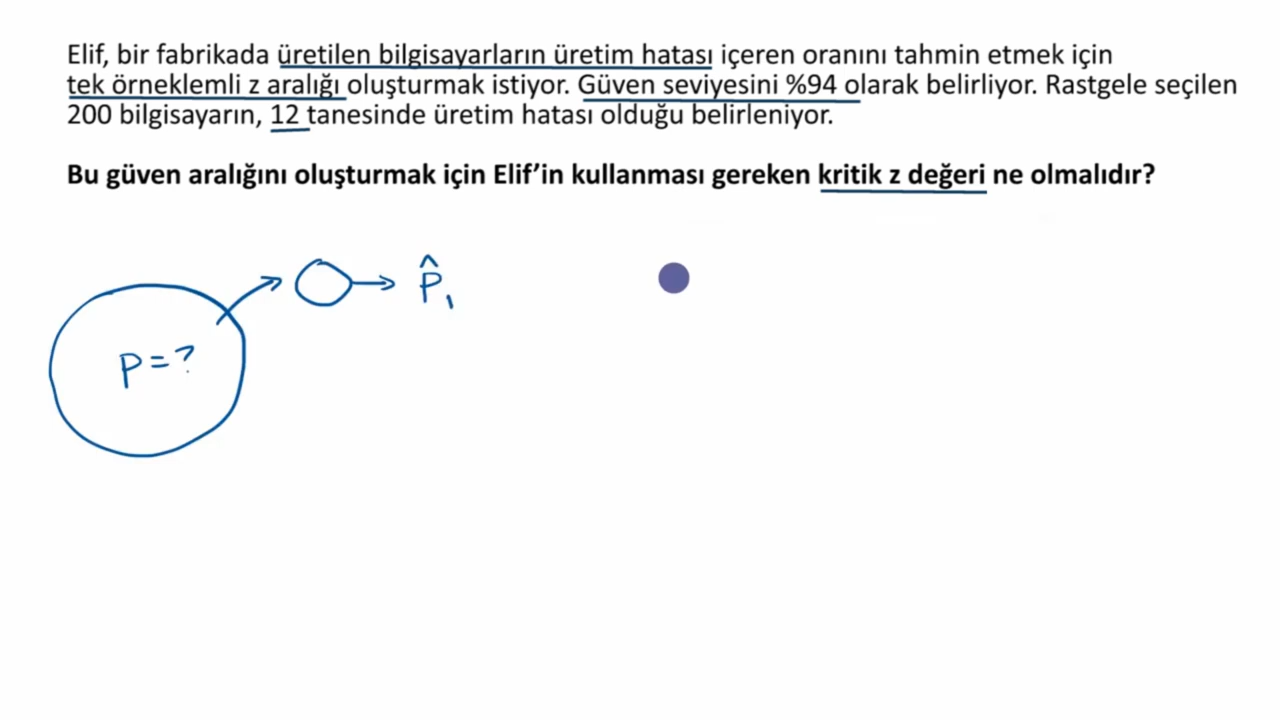 Elif, bir fabrikada üretilen bilgisayarların üretim hatası içeren oranını tahmin etmek için
tek örneklemli z aralığı oluşturmak istiyor. Güven seviyesini %94 olarak belirliyor. Rastgele seçilen
200 bilgisayarın, 12 tanesinde üretim hatası olduğu belirleniyor.
Bu güven aralığını oluşturmak için Elif'in kullanması gereken kritik z değeri ne olmalıdır?
p̂₁
P=?